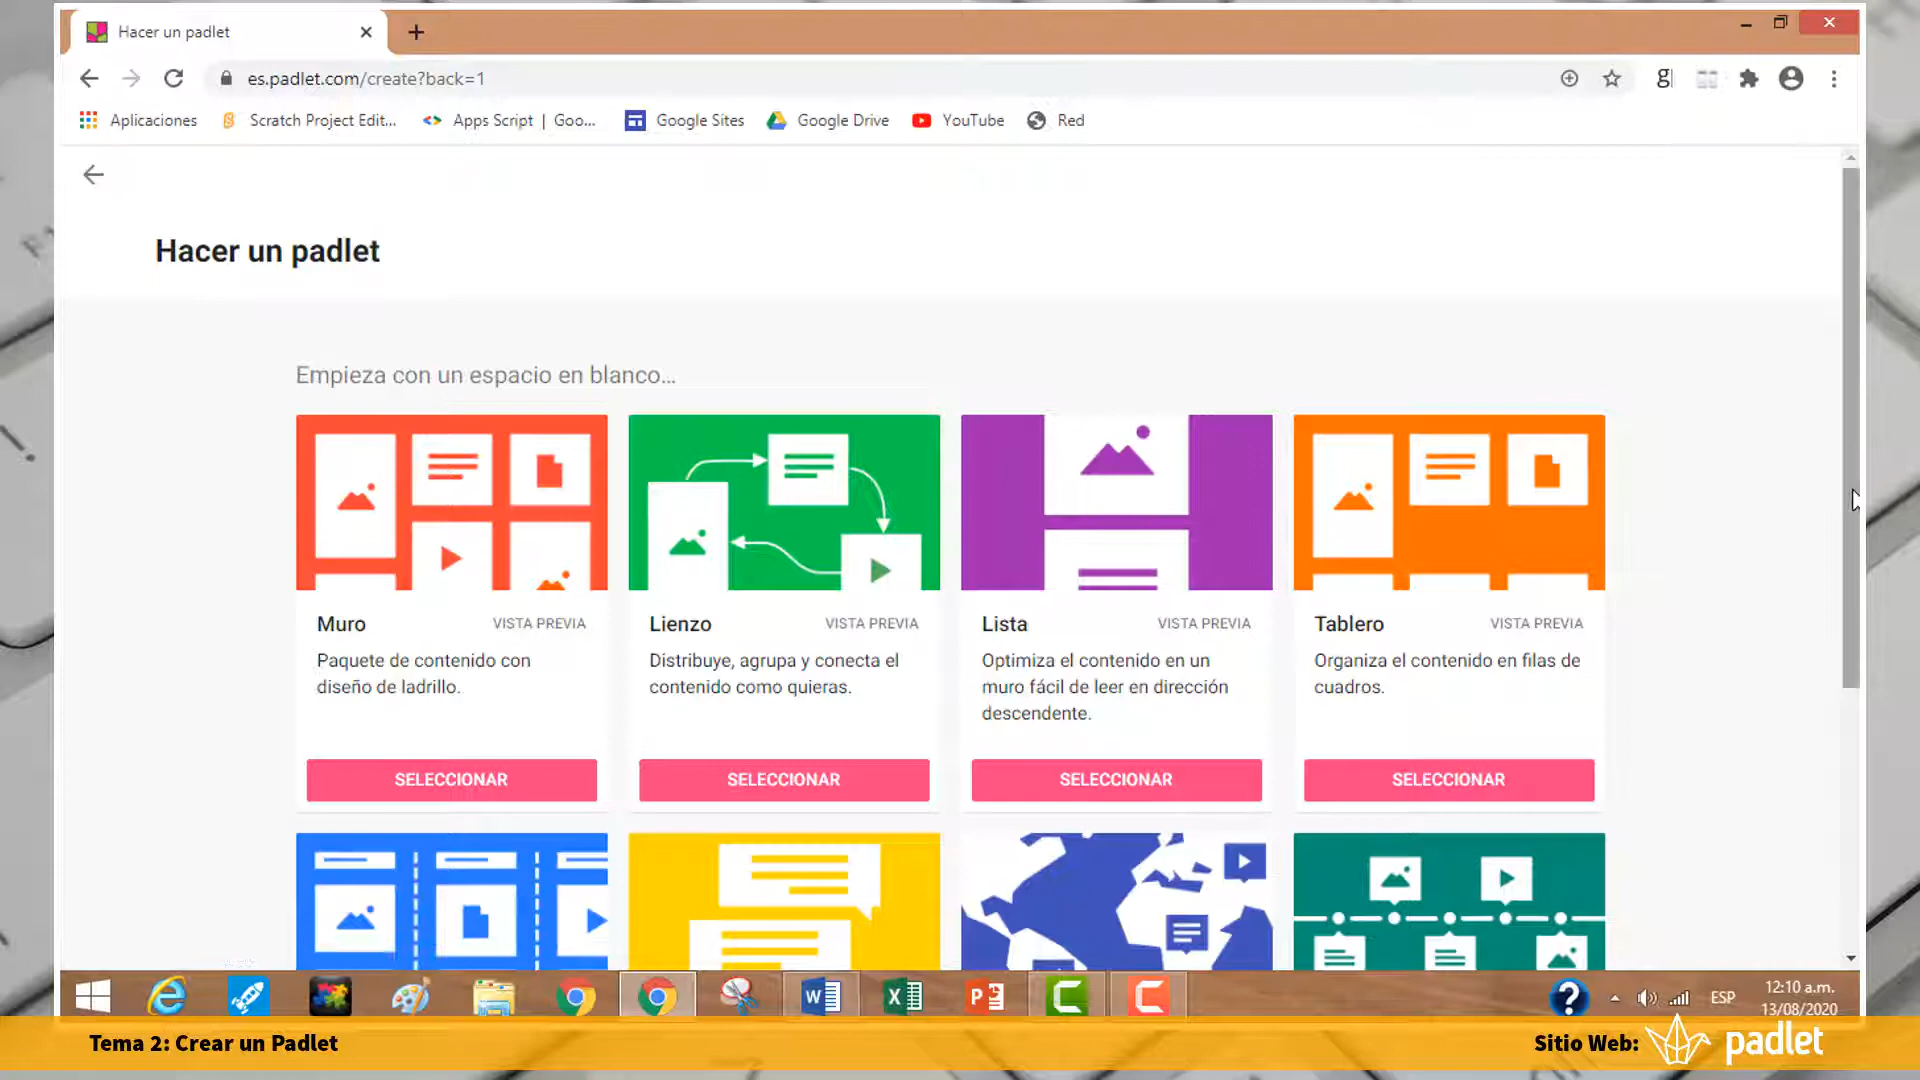 Hacer un padlet
es.padlet.com/create?back=1
g
Aplicaciones
Scratch Project Edit...
Apps Script | Goo...
Google Sites
Google Drive
YouTube
Red
Hacer un padlet
Empieza con un espacio en blanco...
Muro VISTA PREVIA
Paquete de contenido con
diseño de ladrillo.
SELECCIONAR
Lienzo VISTA PREVIA
Distribuye, agrupa y conecta el
contenido como quieras.
SELECCIONAR
Lista VISTA PREVIA
Optimiza el contenido en un
muro fácil de leer en dirección
descendente.
SELECCIONAR
Tablero VISTA PREVIA
Organiza el contenido en filas de
cuadros.
SELECCIONAR
ESP
12:10 a.m.
13/08/2020
Tema 2: Crear un Padlet
Sitio Web: padlet